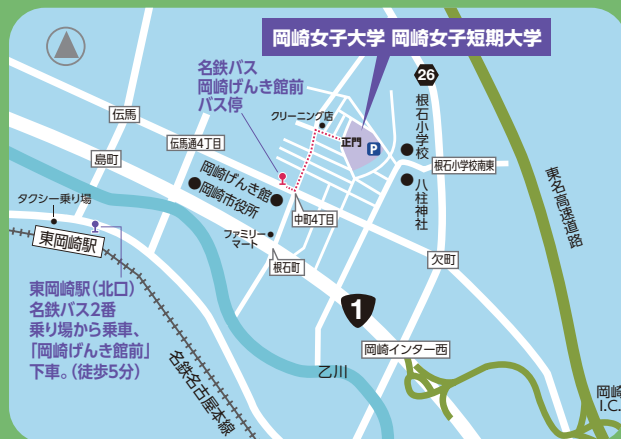 岡崎女子大学 岡崎女子短期大学
名鉄バス
岡崎げんき館前
バス停
26
クリーニング店
正門
P
根石小学校
伝馬
伝馬通4丁目
島町
根石小学校南東
岡崎げんき館
岡崎市役所
八柱神社
東名高速道路
タクシー乗り場
中町4丁目
東岡崎駅
ファミリー
マート
根石町
欠町
東岡崎駅(北口)
名鉄バス2番
乗り場から乗車、
「岡崎げんき館前」
下車。(徒歩5分)
1
岡崎インター西
乙川
名鉄名古屋本線
岡崎
I.C.